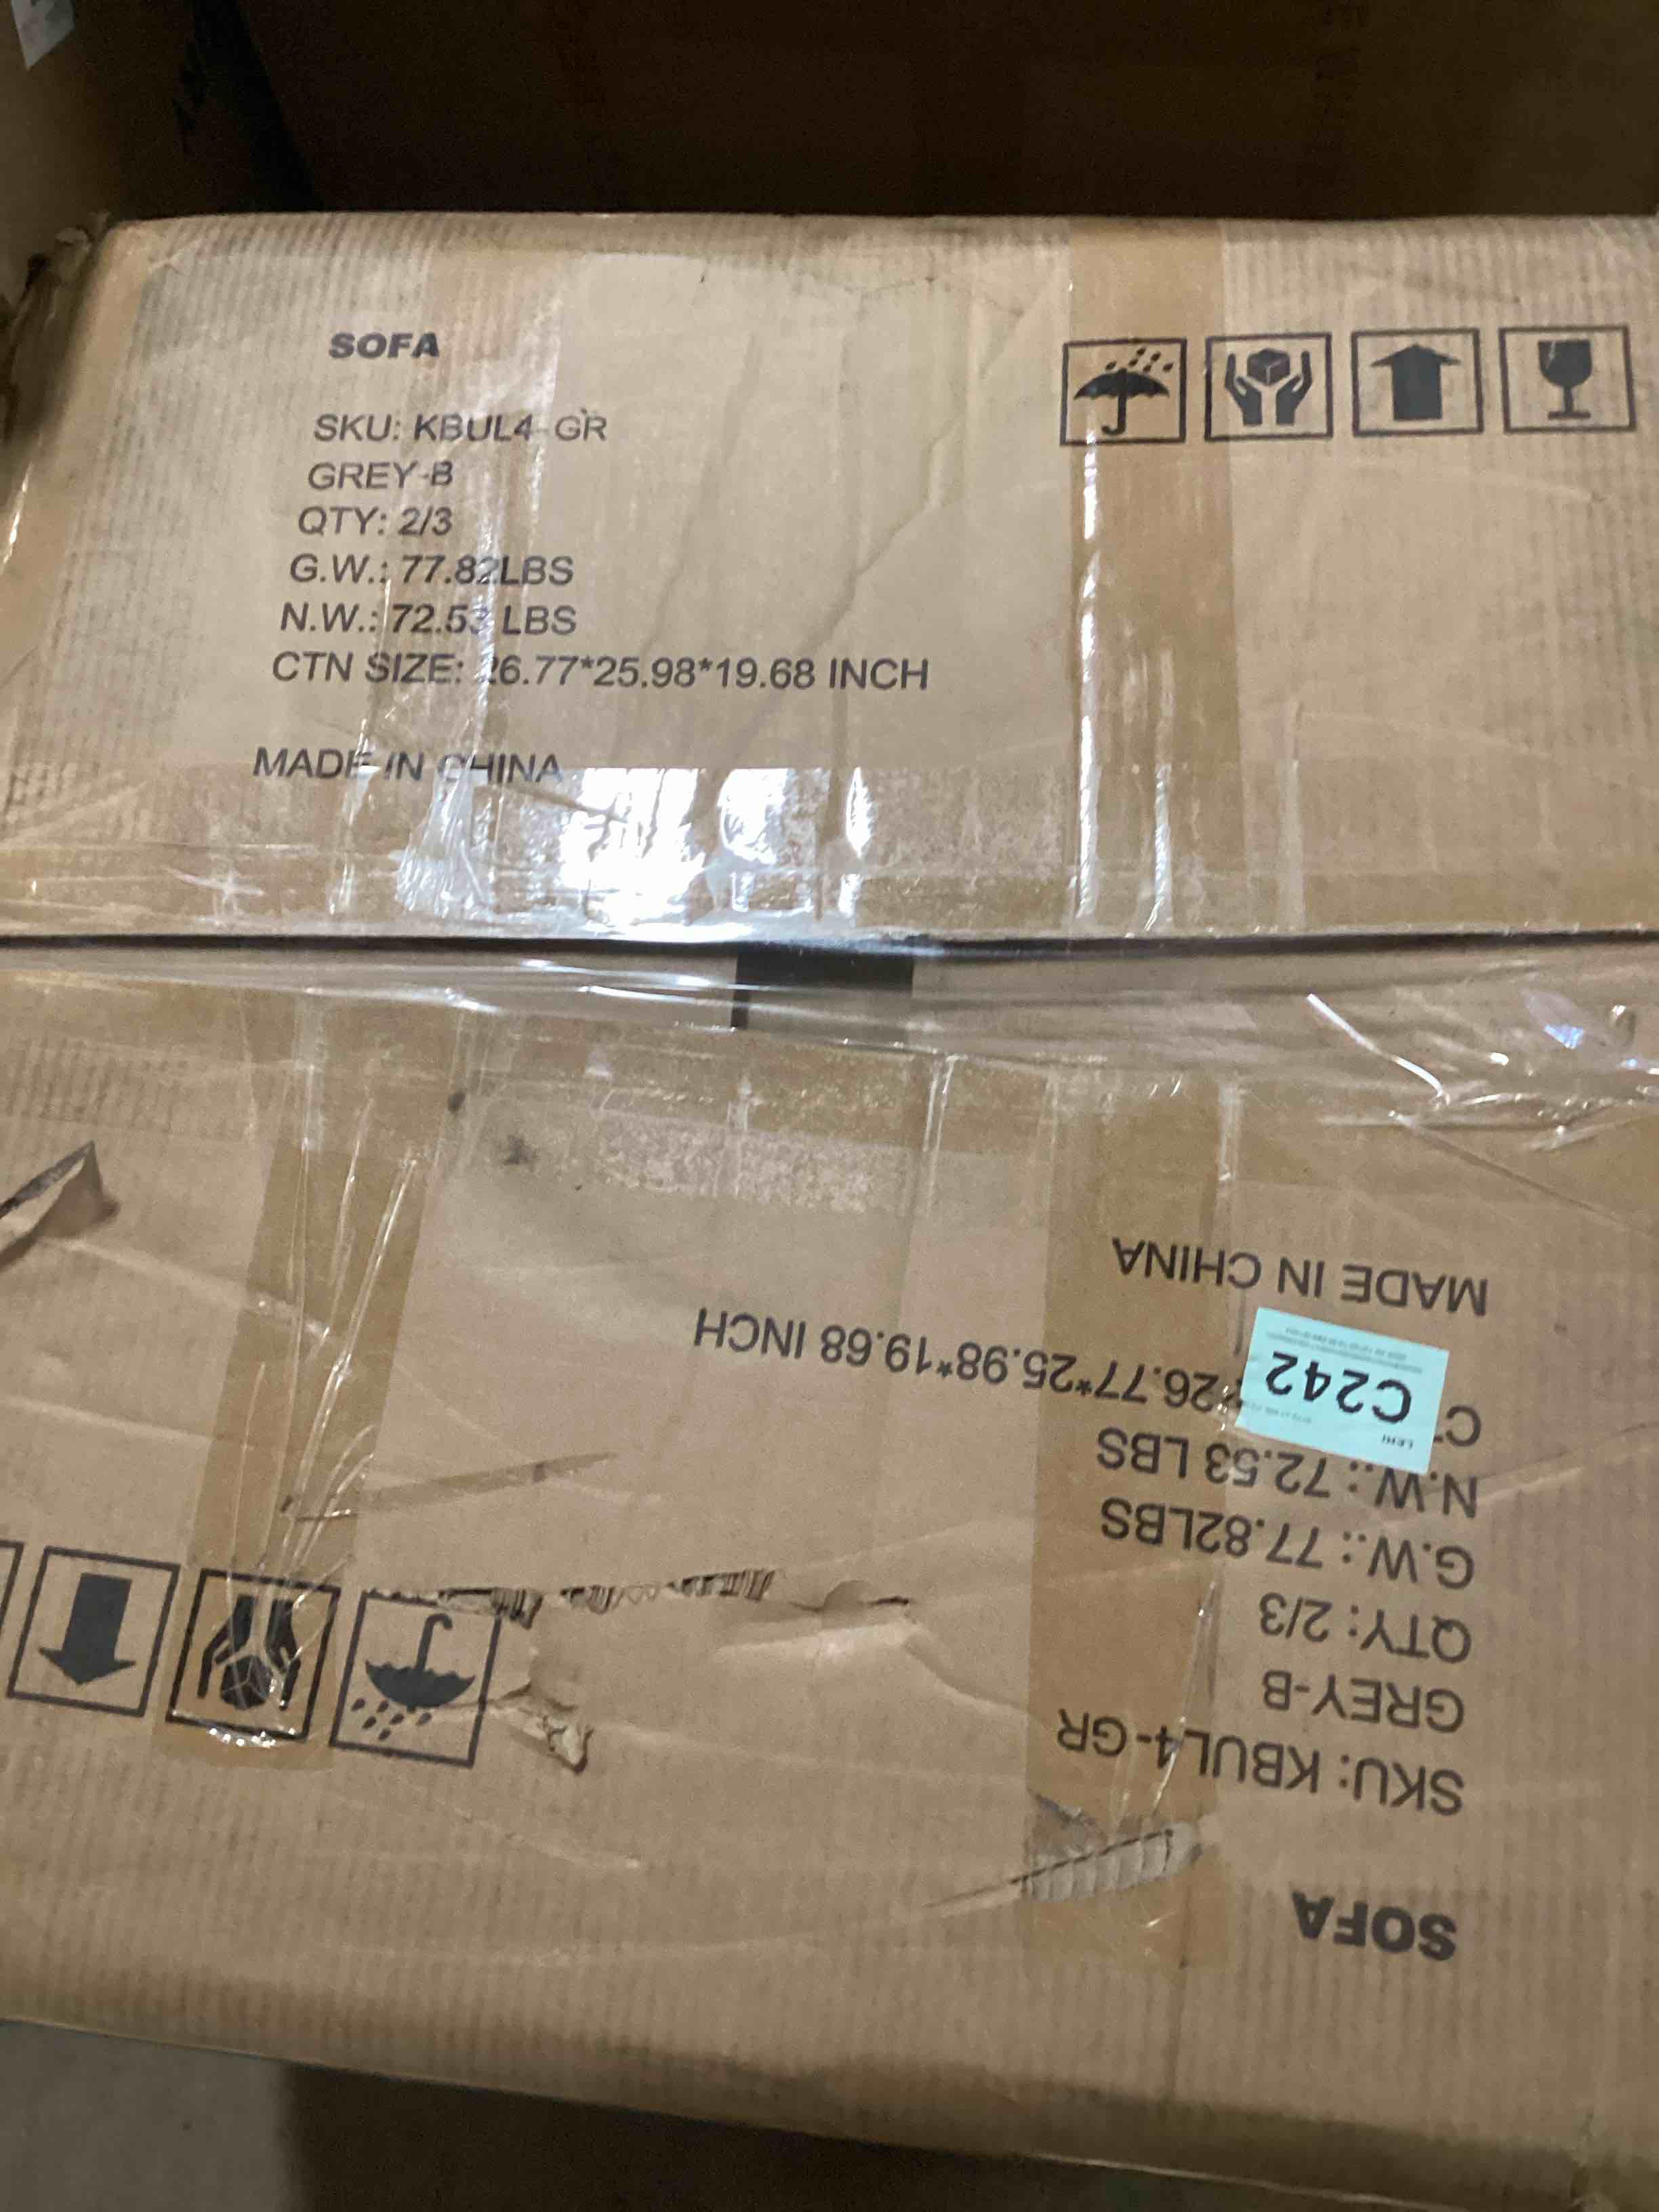 SOFA
SKU: KBUL4-GR
GREY-B
QTY: 2/3
G.W.: 77.82LBS
N.W.: 72.53 LBS
CTN SIZE: 26.77*25.98*19.68 INCH
MADE IN CHINA
SOFA
SKU: KBUL4-GR
GREY-B
QTY: 2/3
G.W.: 77.82LBS
N.W.: 72.53 LBS
26.77*25.98*19.68 INCH
LEHI
C242
MADE IN CHINA